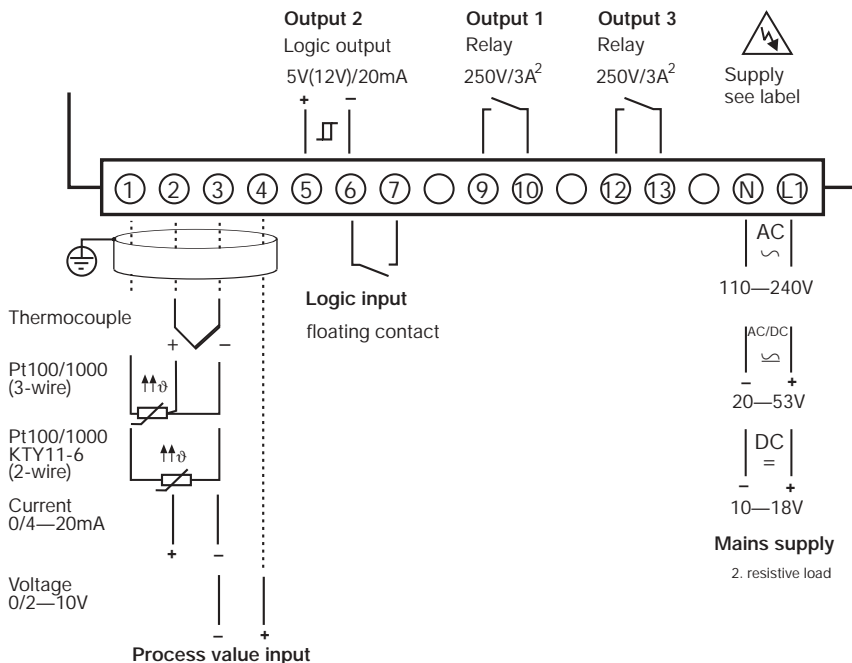 Output 2
Logic output
5V(12V)/20mA
+ –
Output 1
Relay
250V/3A²
Output 3
Relay
250V/3A²
Supply
see label
1 2 3 4 5 6 7 9 10 12 13 N L1
Logic input
floating contact
Thermocouple
+ –
Pt100/1000
(3-wire)
ϑ
Pt100/1000
KTY11-6
(2-wire)
ϑ
Current
0/4—20mA
+ –
Voltage
0/2—10V
– +
Process value input
AC
110—240V
AC/DC
– +
20—53V
DC
=
– +
10—18V
Mains supply
2. resistive load